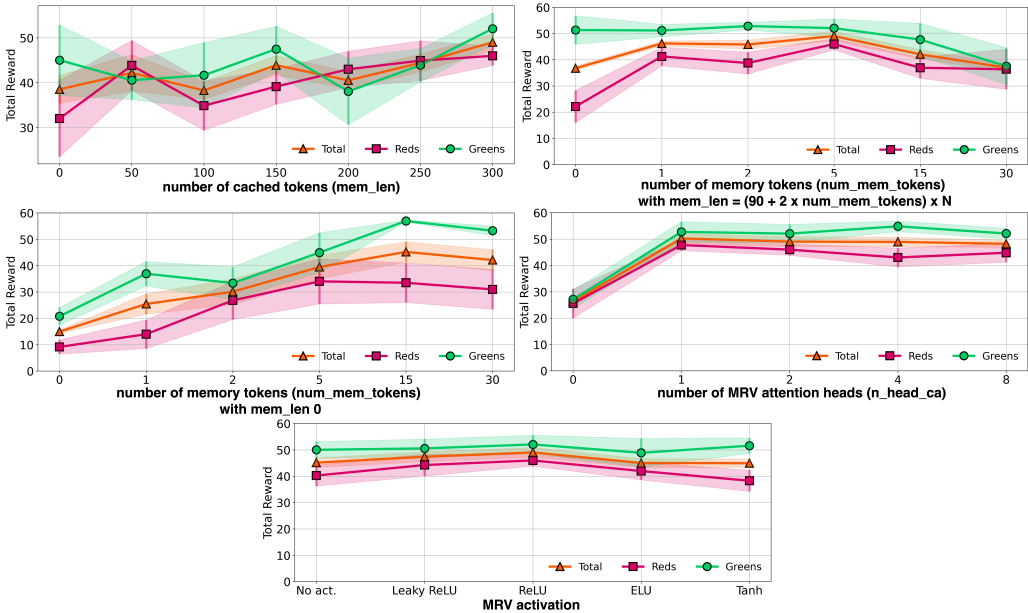 Total Reward
50
40
30
0 50 100 150 200 250 300
Total Reds Greens
number of cached tokens (mem_len)
Total Reward
60
50
40
30
20
10
0
0 1 2 5 15 30
Total Reds Greens
number of memory tokens (num_mem_tokens)
with mem_len = (90 + 2 x num_mem_tokens) x N
Total Reward
60
50
40
30
20
10
0
0 1 2 5 15 30
Total Reds Greens
number of memory tokens (num_mem_tokens)
with mem_len 0
Total Reward
60
50
40
30
20
10
0
0 1 2 4 8
Total Reds Greens
number of MRV attention heads (n_head_ca)
Total Reward
60
50
40
30
20
10
0
No act. Leaky ReLU ReLU ELU Tanh
Total Reds Greens
MRV activation